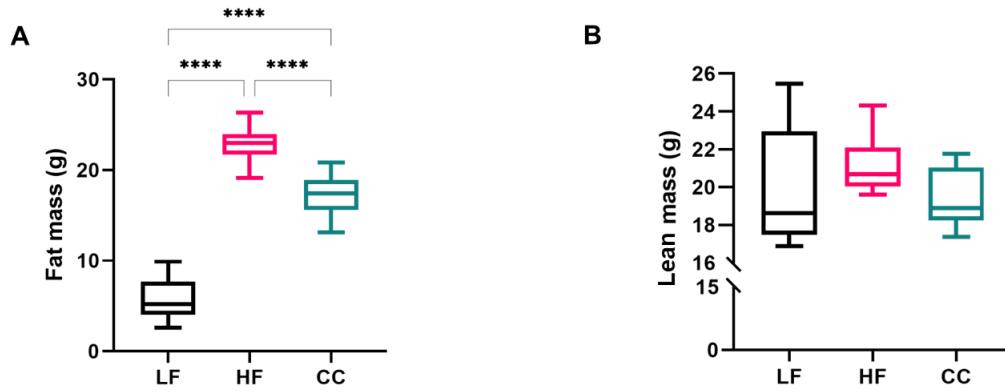 A
****
**** ****
Fat mass (g)
30
20
10
0
LF HF CC
B
Lean mass (g)
26
24
22
20
18
16
15
0
LF HF CC